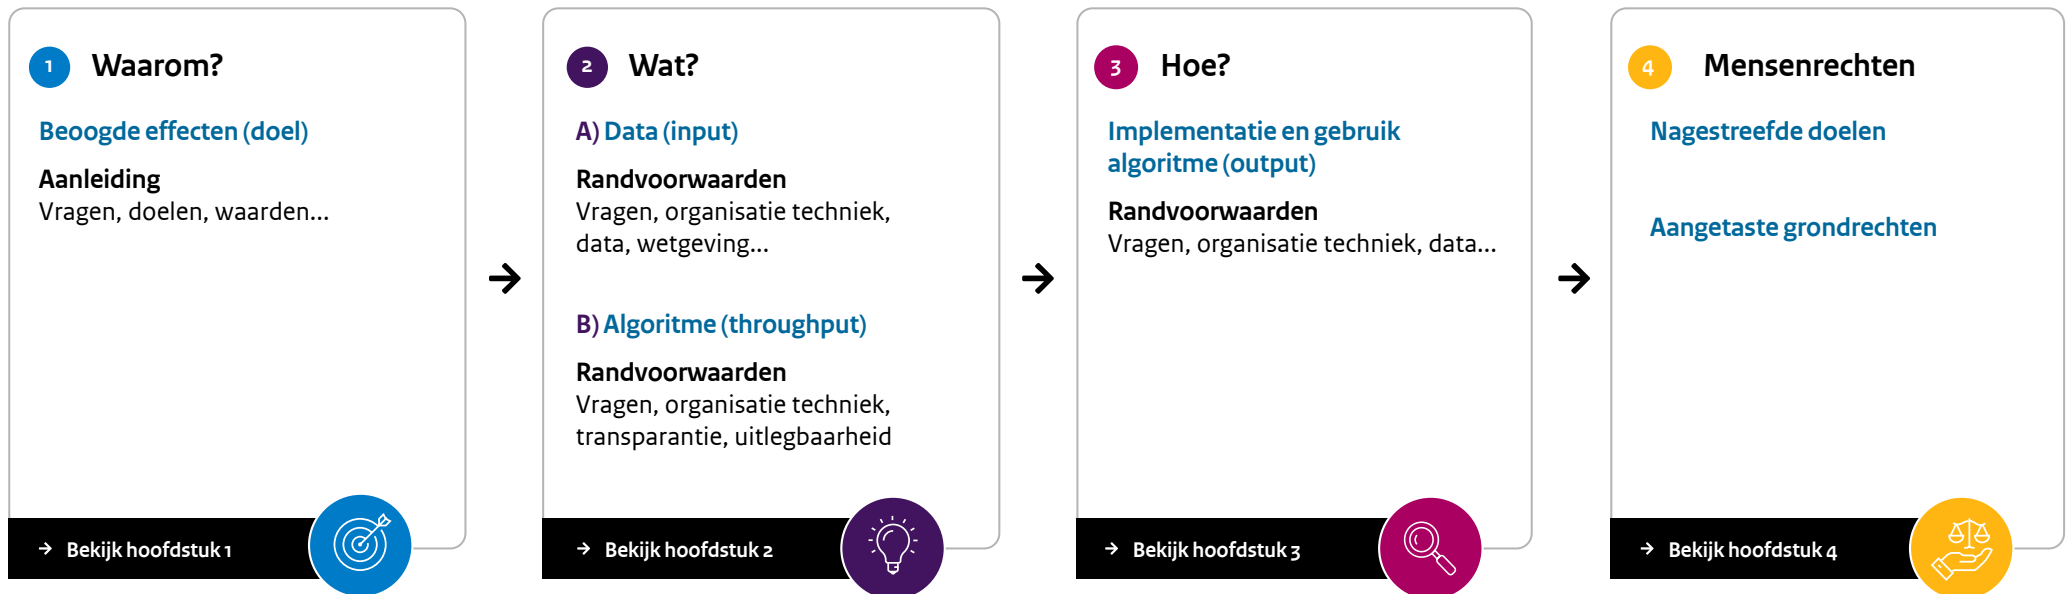 1 Waarom?
Beoogde effecten (doel)
Aanleiding
Vragen, doelen, waarden...
→ Bekijk hoofdstuk 1
2 Wat?
A) Data (input)
Randvoorwaarden
Vragen, organisatie techniek,
data, wetgeving...
B) Algoritme (throughput)
Randvoorwaarden
Vragen, organisatie techniek,
transparantie, uitlegbaarheid
→ Bekijk hoofdstuk 2
3 Hoe?
Implementatie en gebruik
algoritme (output)
Randvoorwaarden
Vragen, organisatie techniek, data...
→ Bekijk hoofdstuk 3
4 Mensenrechten
Nagestreefde doelen
Aangetaste grondrechten
→ Bekijk hoofdstuk 4